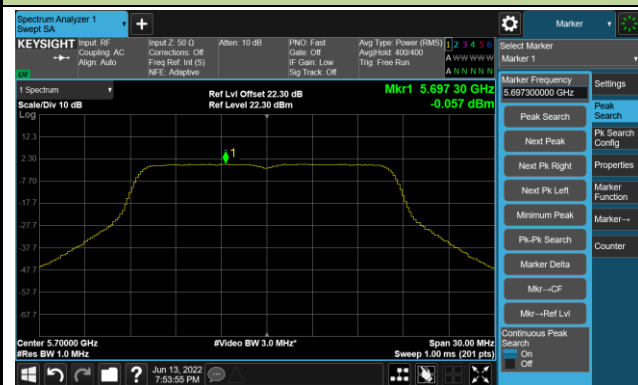 Spectrum Analyzer 1
Swept SA
+
Marker
KEYSIGHT
Input: RF
Coupling: AC
Align: Auto
Input Z: 50 Ω
Corrections: Off
Freq Ref: Int (S)
NFE: Adaptive
Atten: 10 dB
PNO: Fast
Gate: Off
IF Gain: Low
Sig Track: Off
Avg Type: Power (RMS)
Avg|Hold: 400/400
Trig: Free Run
1 2 3 4 5 6
A W W W W W
A N N N N N
Select Marker
Marker 1
1 Spectrum
Scale/Div 10 dB
Log
Ref Lvl Offset 22.30 dB
Ref Level 22.30 dBm
Mkr1 5.697 30 GHz
-0.057 dBm
12.3
2.30
-7.70
-17.7
-27.7
-37.7
-47.7
-57.7
-67.7
1
Center 5.70000 GHz
#Res BW 1.0 MHz
#Video BW 3.0 MHz*
Span 30.00 MHz
Sweep 1.00 ms (201 pts)
Marker Frequency
5.697300000 GHz
Peak Search
Next Peak
Next Pk Right
Next Pk Left
Minimum Peak
Pk-Pk Search
Marker Delta
Mkr→CF
Mkr→Ref Lvl
Continuous Peak
Search
On
Off
Settings
Peak
Search
Pk Search
Config
Properties
Marker
Function
Marker→
Counter
?
Jun 13, 2022
7:53:55 PM